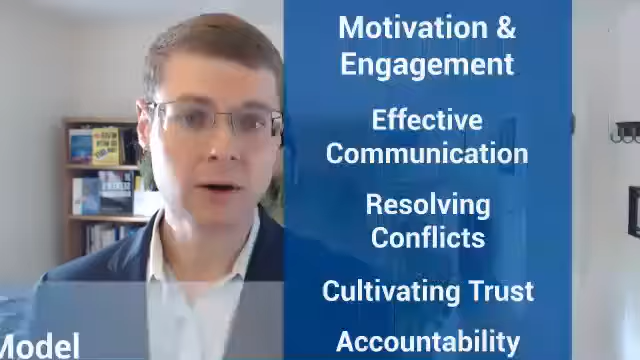 Motivation &
Engagement
Effective
Communication
Resolving
Conflicts
Cultivating Trust
Accountability
Model